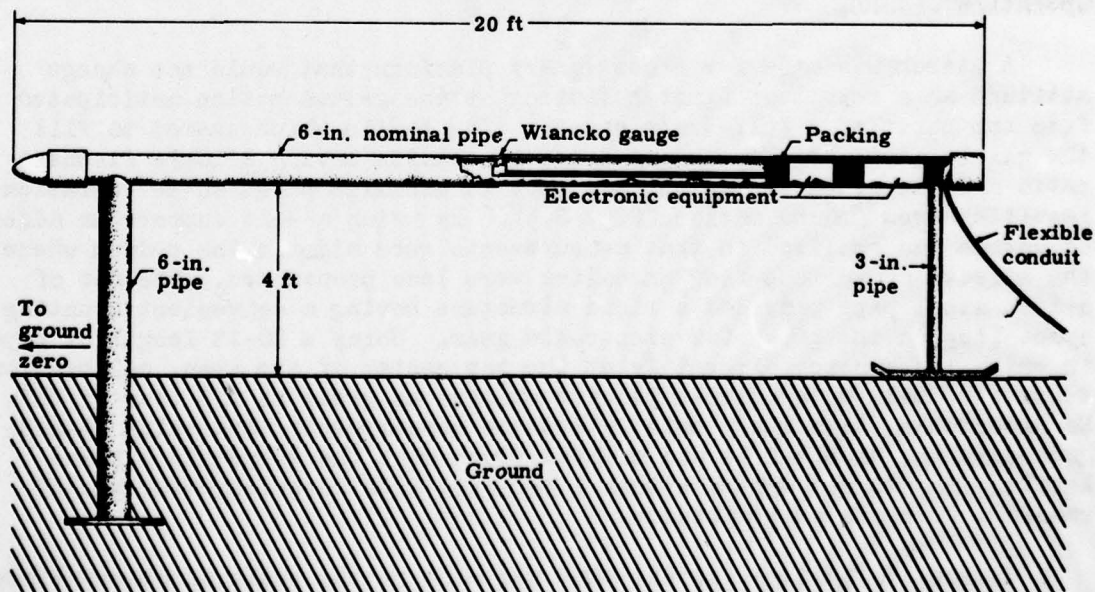 20 ft
6-in. nominal pipe
Wiancko gauge
Packing
Electronic equipment
Flexible
conduit
6-in.
pipe
4 ft
3-in.
pipe
To
ground
zero
Ground